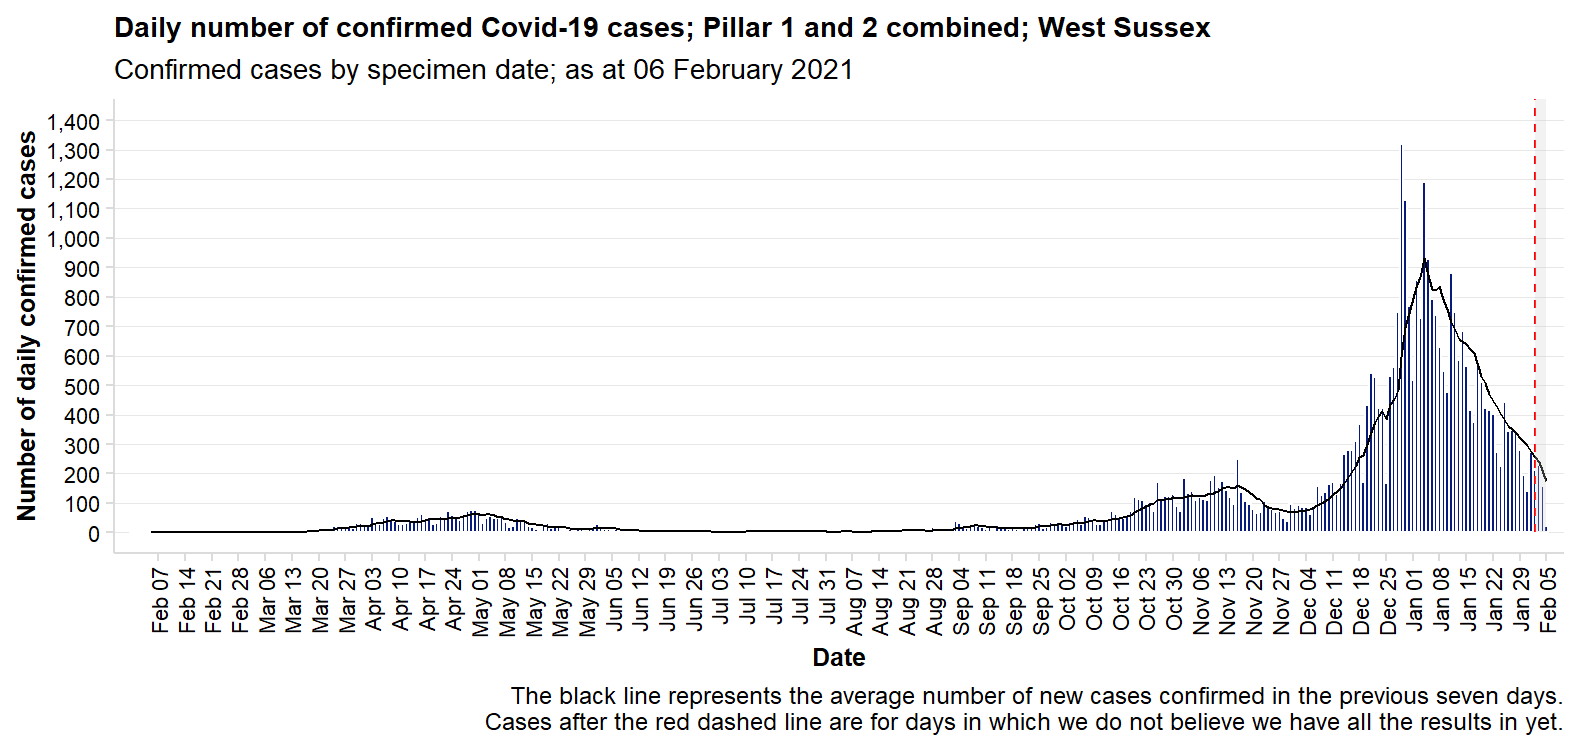 Daily number of confirmed Covid-19 cases; Pillar 1 and 2 combined; West Sussex
Confirmed cases by specimen date; as at 06 February 2021
Number of daily confirmed cases
1,400
1,300
1,200
1,100
1,000
900
800
700
600
500
400
300
200
100
0
Feb 07
Feb 14
Feb 21
Feb 28
Mar 06
Mar 13
Mar 20
Mar 27
Apr 03
Apr 10
Apr 17
Apr 24
May 01
May 08
May 15
May 22
May 29
Jun 05
Jun 12
Jun 19
Jun 26
Jul 03
Jul 10
Jul 17
Jul 24
Jul 31
Aug 07
Aug 14
Aug 21
Aug 28
Sep 04
Sep 11
Sep 18
Sep 25
Oct 02
Oct 09
Oct 16
Oct 23
Oct 30
Nov 06
Nov 13
Nov 20
Nov 27
Dec 04
Dec 11
Dec 18
Dec 25
Jan 01
Jan 08
Jan 15
Jan 22
Jan 29
Feb 05
Date
The black line represents the average number of new cases confirmed in the previous seven days.
Cases after the red dashed line are for days in which we do not believe we have all the results in yet.